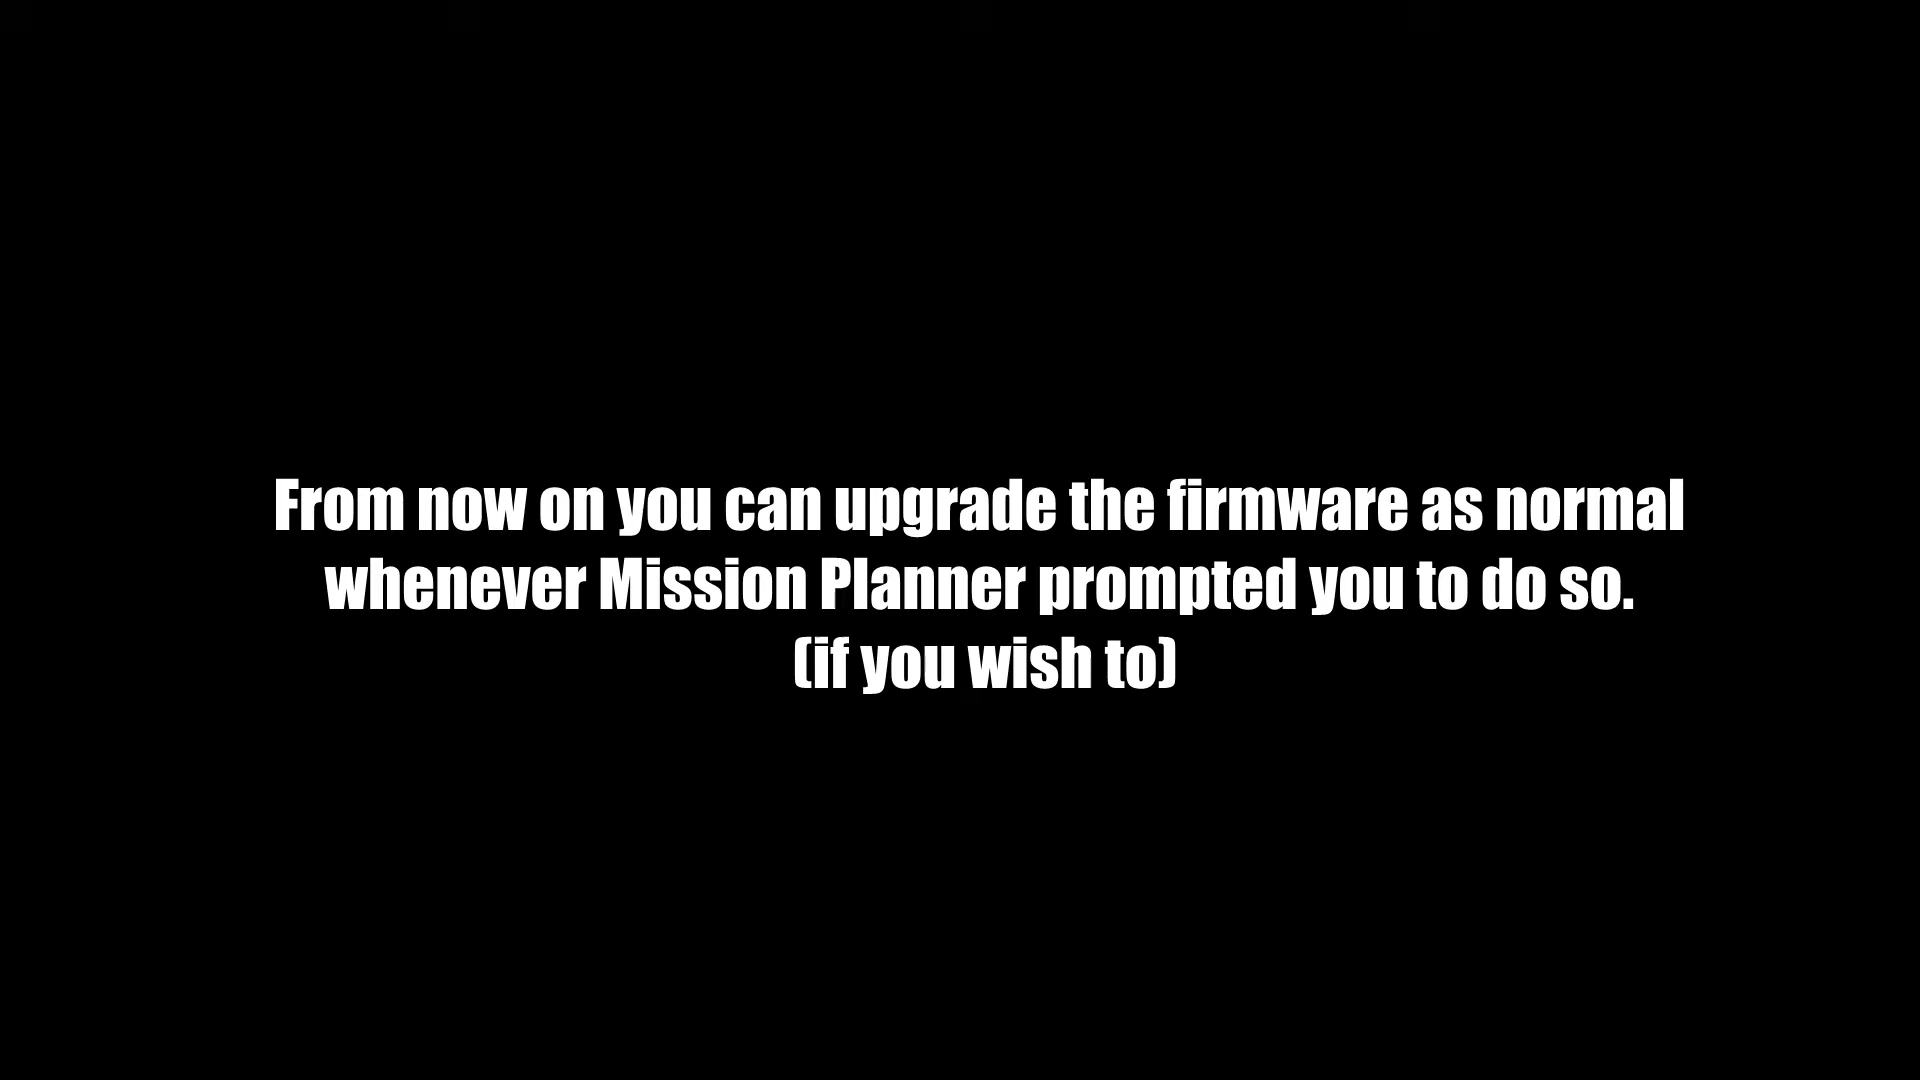 From now on you can upgrade the firmware as normal
whenever Mission Planner prompted you to do so.
(if you wish to)